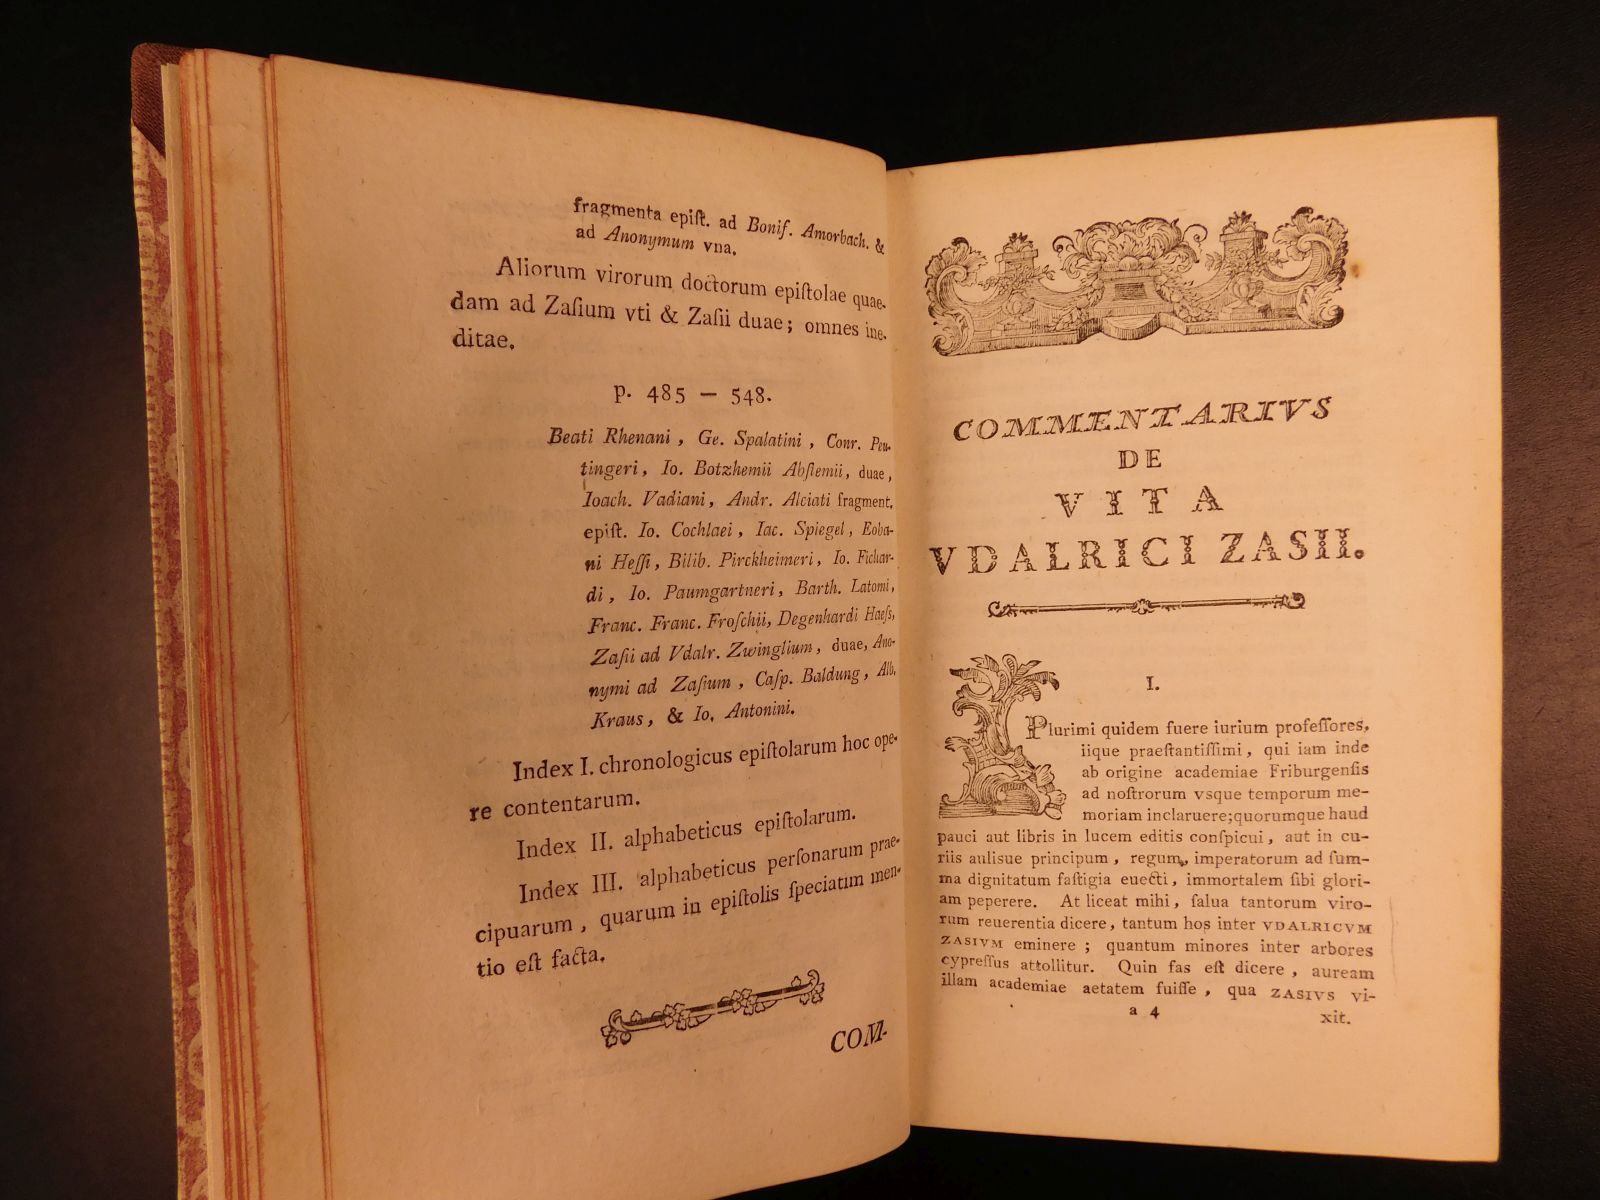 fragmenta epiſt. ad Boniſ. Amorbach. &
ad Anonymum vna.
Aliorum virorum doctorum epiſtolae quae-
dam ad Zaſium vti & Zaſii duae; omnes ine-
ditae.
p. 485 — 548.
Beati Rhenani, Ge. Spalatini, Conr. Peu-
tingeri, Io. Botzhemii Abſtemii, duae,
Ioach. Vadiani, Andr. Alciati fragment.
epiſt. Io. Cochlaei, Iac. Spiegel, Eoba-
ni Heſſi, Bilib. Pirckheimeri, Io. Fichar-
di, Io. Paumgartneri, Barth. Latomi,
Franc. Franc. Froſchii, Degenhardi Haeſs,
Zaſii ad Vdalr. Zwinglium, duae, Ano-
nymi ad Zaſium, Caſp. Baldung, Alb.
Kraus, & Io. Antonini.
Index I. chronologicus epiſtolarum hoc ope-
re contentarum.
Index II. alphabeticus epiſtolarum.
Index III. alphabeticus perſonarum prae-
cipuarum, quarum in epiſtolis ſpeciatim men-
tio eſt facta.
COM-
COMMENTARIVS
DE
VITA
VDALRICI ZASII.
I.
Plurimi quidem fuere iurium profeſſores,
iique praeſtantiſſimi, qui iam inde
ab origine academiae Friburgenſis
ad noſtrorum vsque temporum me-
moriam inclaruere; quorumque haud
pauci aut libris in lucem editis conſpicui, aut in cu-
riis aulisue principum, regum, imperatorum ad ſum-
ma dignitatum faſtigia euecti, immortalem ſibi glori-
am peperere. At liceat mihi, ſalua tantorum viro-
rum reuerentia dicere, tantum hos inter VDALRICVM
ZASIVM eminere; quantum minores inter arbores
cypreſſus attollitur. Quin fas eſt dicere, auream
illam academiae aetatem fuiſſe, qua ZASIVS vi-
a 4
xit.